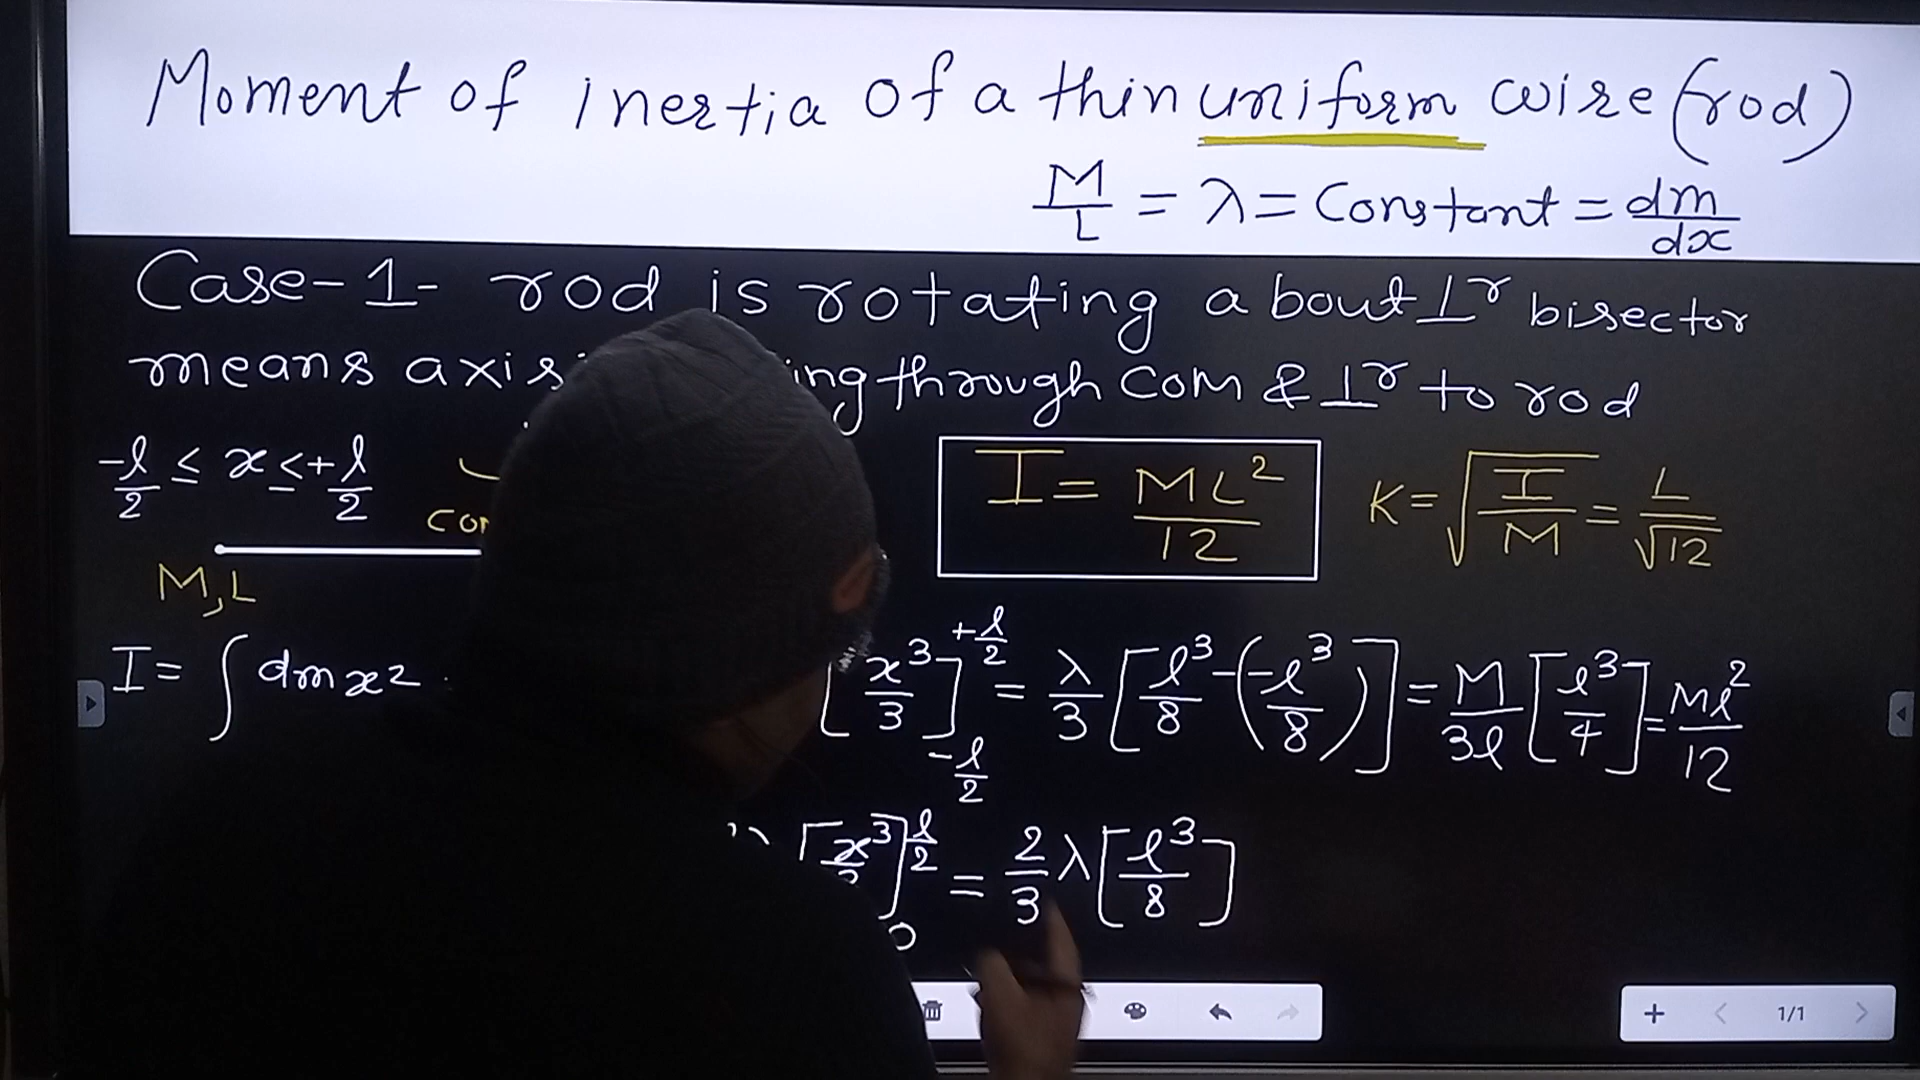 Moment of inertia of a thin uniform wire (rod)
M/L = λ = Constant = dm/dx
Case-1- rod is rotating about ⊥ʳ bisector
means axis ing through COM & ⊥ʳ to rod
-l/2 ≤ x ≤ +l/2
I = ML²/12
K = √(I/M) = L/√12
M,L
I = ∫ dm x² [x³/3]_{-l/2}^{+l/2} = λ/3 [l³/8 - (-l³/8)] = M/3l [l³/4] = Ml²/12
]₀^{l/2} = 2/3 λ [l³/8]
1/1